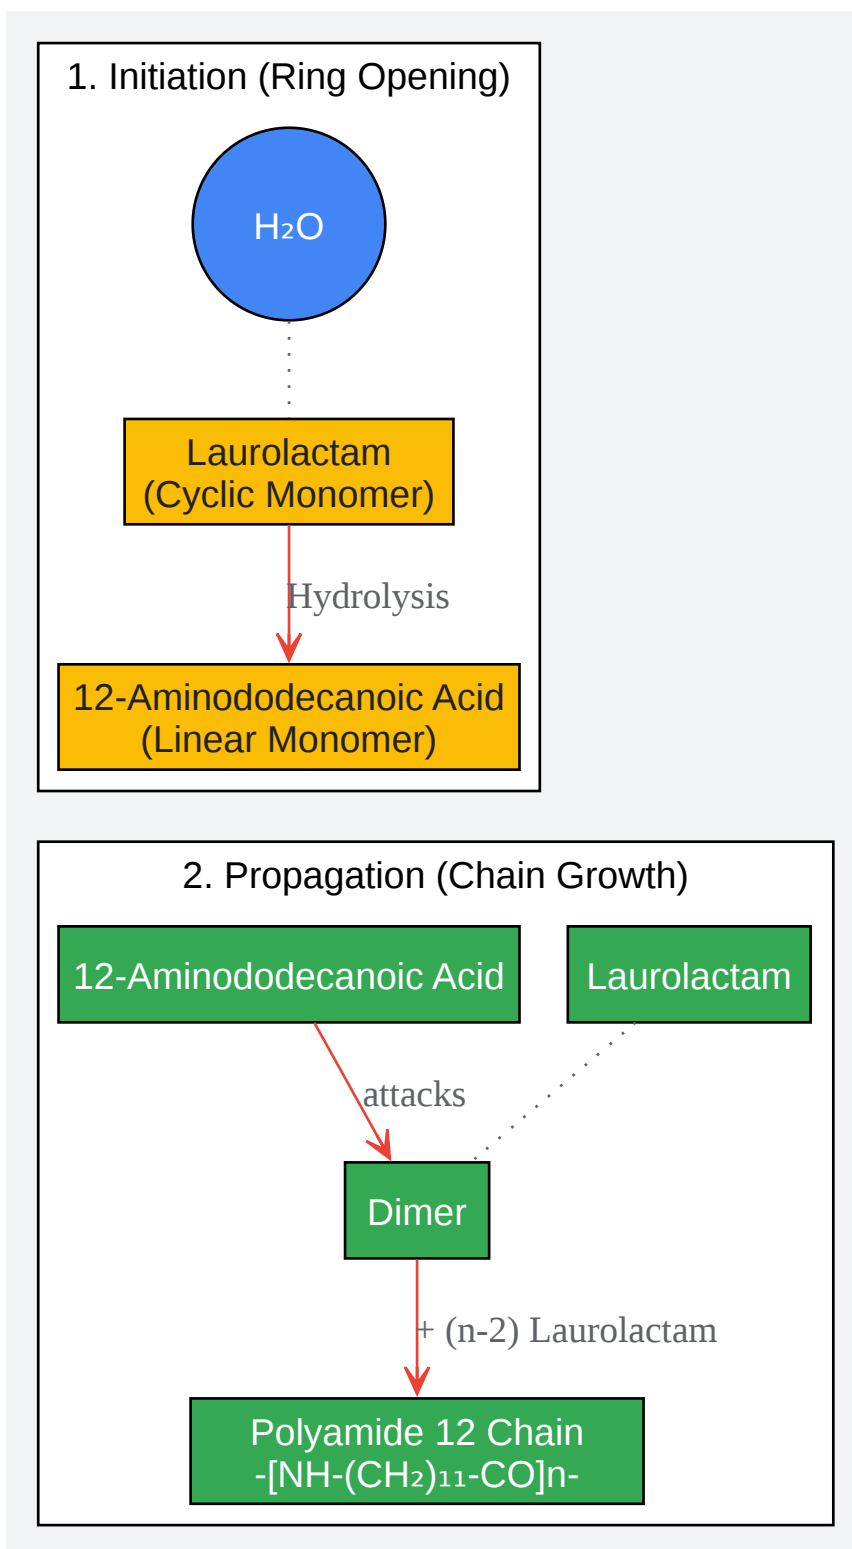 1. Initiation (Ring Opening)
H₂O
Laurolactam
(Cyclic Monomer)
Hydrolysis
12-Aminododecanoic Acid
(Linear Monomer)
2. Propagation (Chain Growth)
12-Aminododecanoic Acid
Laurolactam
attacks
Dimer
+ (n-2) Laurolactam
Polyamide 12 Chain
-[NH-(CH₂)₁₁-CO]n-